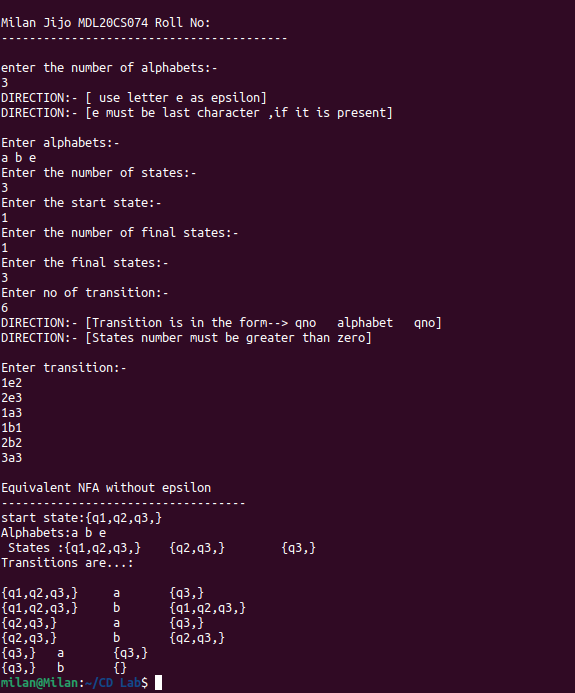 Milan Jijo MDL20CS074 Roll No:
-----------------------------------------
enter the number of alphabets:-
3
DIRECTION:- [ use letter e as epsilon]
DIRECTION:- [e must be last character ,if it is present]
Enter alphabets:-
a b e
Enter the number of states:-
3
Enter the start state:-
1
Enter the number of final states:-
1
Enter the final states:-
3
Enter no of transition:-
6
DIRECTION:- [Transition is in the form--> qno   alphabet   qno]
DIRECTION:- [States number must be greater than zero]
Enter transition:-
1e2
2e3
1a3
1b1
2b2
3a3
Equivalent NFA without epsilon
-----------------------------------
start state:{q1,q2,q3,}
Alphabets:a b e
 States :{q1,q2,q3,}    {q2,q3,}        {q3,}
Transitions are...:
{q1,q2,q3,}     a       {q3,}
{q1,q2,q3,}     b       {q1,q2,q3,}
{q2,q3,}        a       {q3,}
{q2,q3,}        b       {q2,q3,}
{q3,}   a       {q3,}
{q3,}   b       {}
milan@Milan:~/CD Lab$